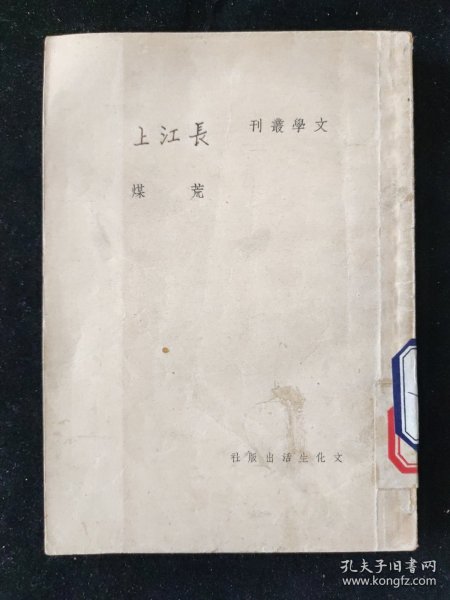 文學叢刊
長江上
荒煤
文化生活出版社
孔夫子旧书网
www.kongfz.com